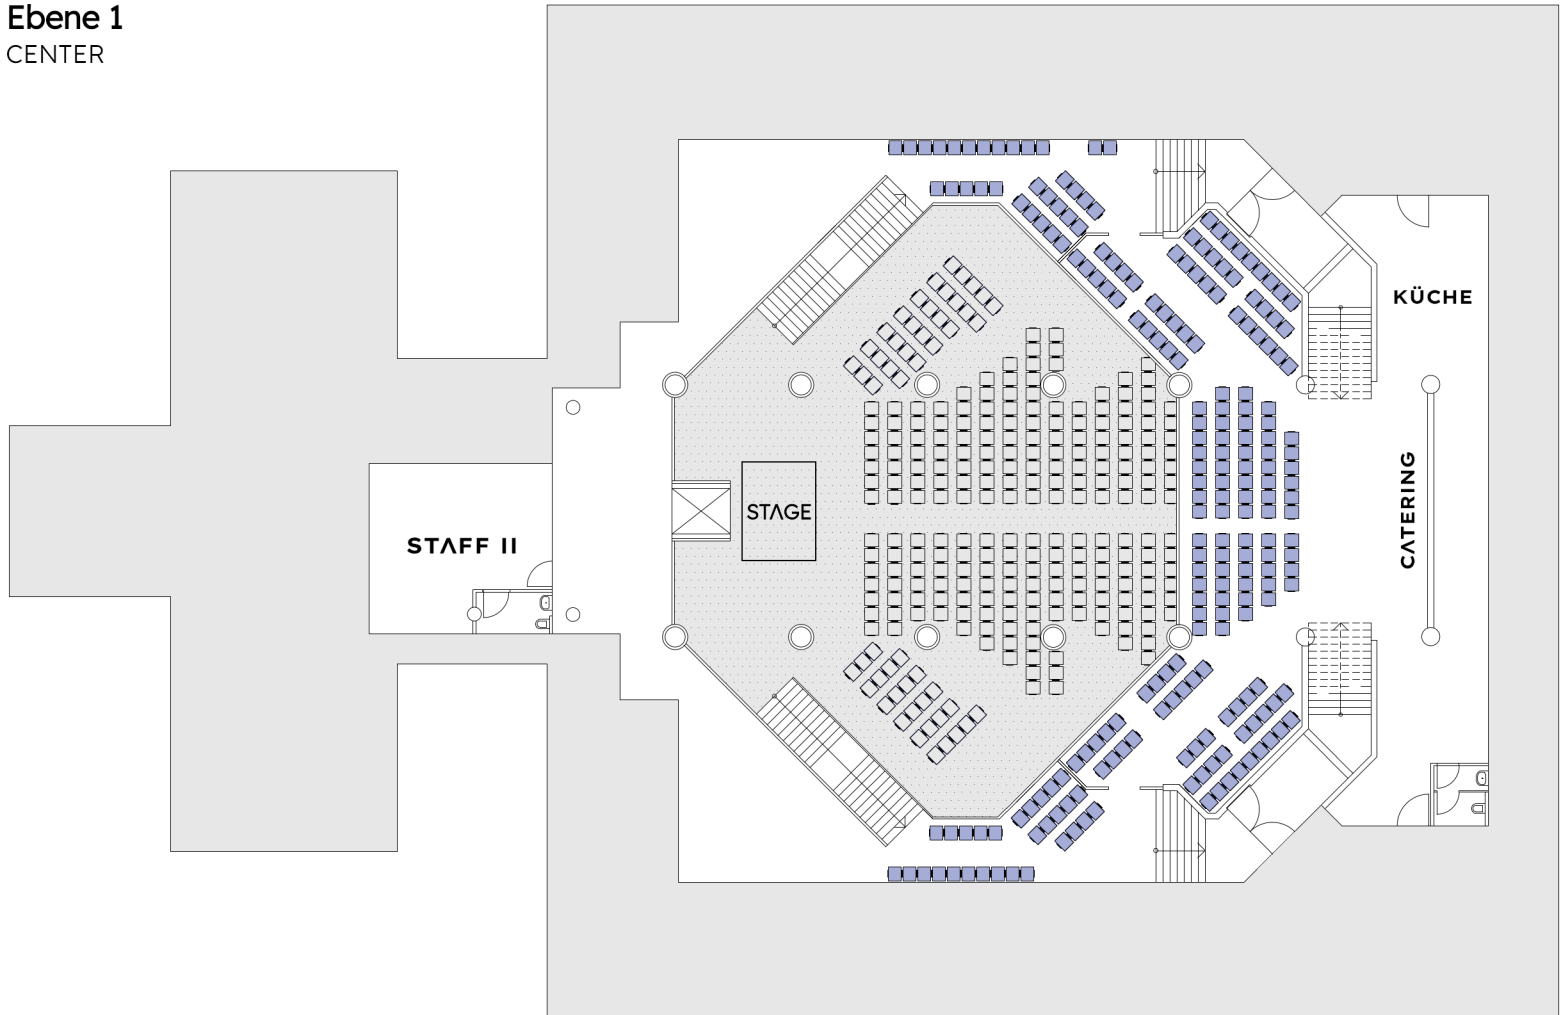 Ebene 1
CENTER
KÜCHE
CATERING
STAGE
STAFF II